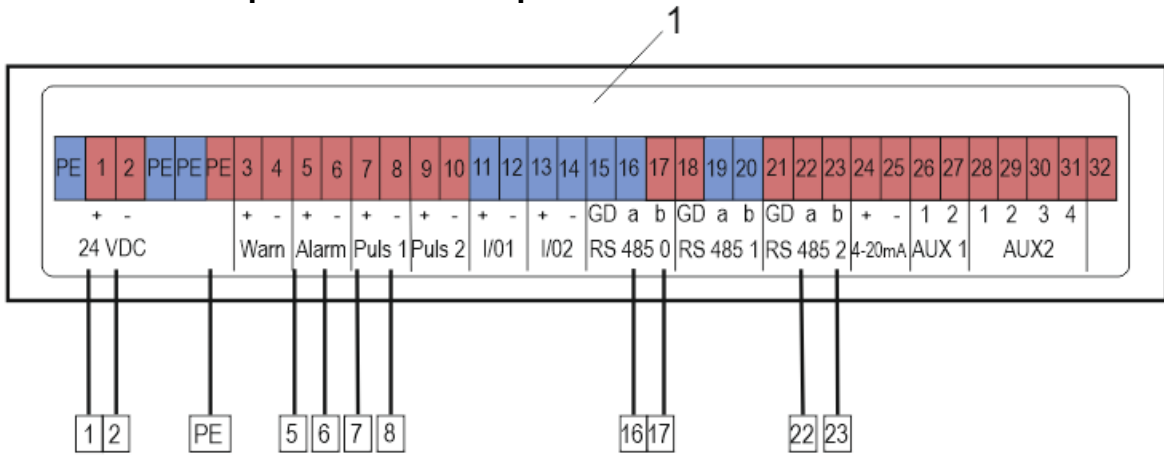 1
PE 1 2 PE PE PE 3 4 5 6 7 8 9 10 11 12 13 14 15 16 17 18 19 20 21 22 23 24 25 26 27 28 29 30 31 32
+ - + - + - + - + - + - + - GD a b GD a b GD a b + - 1 2 1 2 3 4
24 VDC Warn Alarm Puls 1 Puls 2 I/01 I/02 RS 485 0 RS 485 1 RS 485 2 4-20mA AUX 1 AUX2
1 2 PE 5 6 7 8 16 17 22 23